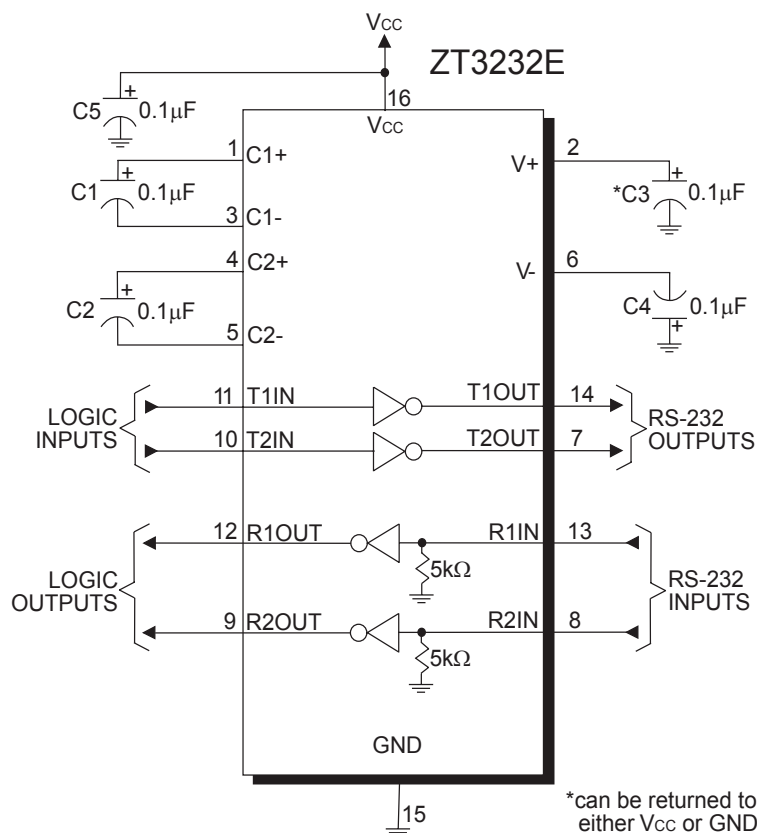 Vcc
ZT3232E
16
Vcc
C5
+
0.1µF
1
C1+
C1
+
0.1µF
3
C1-
4
C2+
C2
+
0.1µF
5
C2-
V+
2
*C3
+
0.1µF
V-
6
C4
0.1µF
+
LOGIC
INPUTS
11
T1IN
T1OUT
14
10
T2IN
T2OUT
7
RS-232
OUTPUTS
LOGIC
OUTPUTS
12
R1OUT
R1IN
13
5kΩ
9
R2OUT
R2IN
8
5kΩ
RS-232
INPUTS
GND
15
*can be returned to
either Vcc or GND